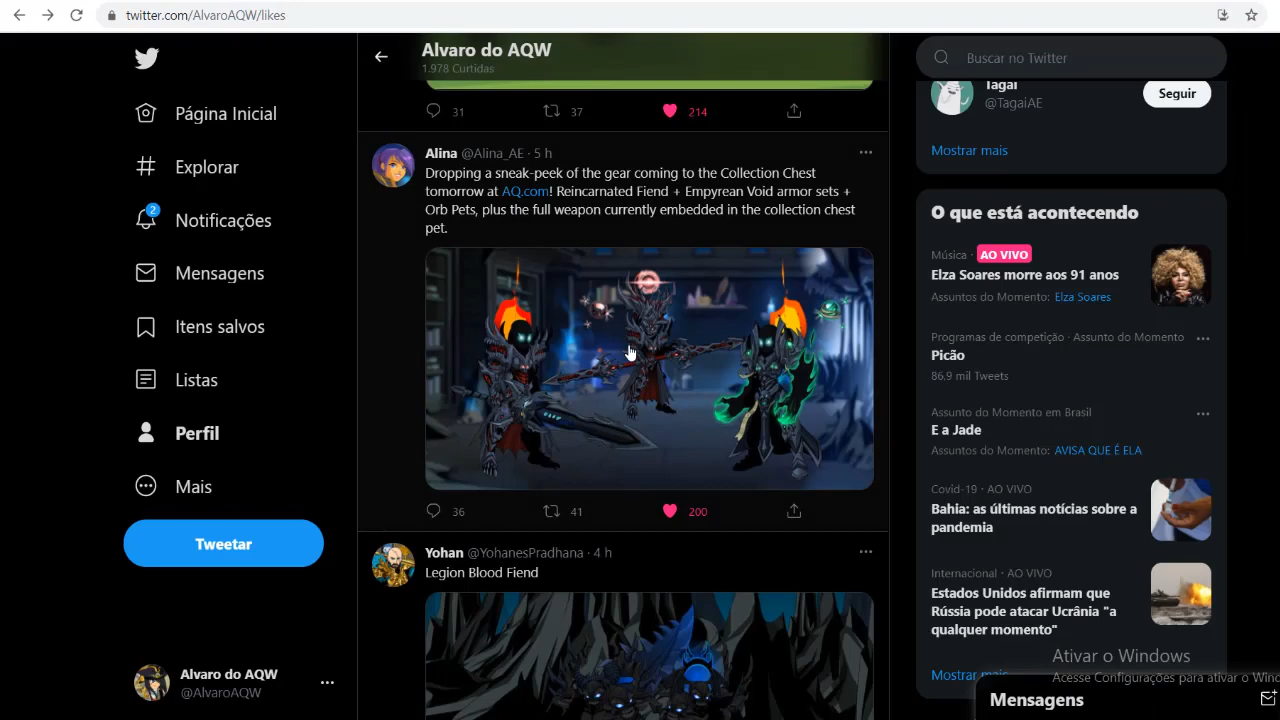 twitter.com/AlvaroAQW/likes
Página Inicial
Explorar
2
Notificações
Mensagens
Itens salvos
Listas
Perfil
Mais
Tweetar
Alvaro do AQW
@AlvaroAQW
Alvaro do AQW
1.978 Curtidas
31
37
214
Alina @Alina_AE · 5 h
Dropping a sneak-peek of the gear coming to the Collection Chest
tomorrow at AQ.com! Reincarnated Fiend + Empyrean Void armor sets +
Orb Pets, plus the full weapon currently embedded in the collection chest
pet.
36
41
200
Yohan @YohanesPradhana · 4 h
Legion Blood Fiend
Buscar no Twitter
Tagai
@TagaiAE
Seguir
Mostrar mais
O que está acontecendo
Música · AO VIVO
Elza Soares morre aos 91 anos
Assuntos do Momento: Elza Soares
Programas de competição · Assunto do Momento
Picão
86.9 mil Tweets
Assunto do Momento em Brasil
E a Jade
Assuntos do Momento: AVISA QUE É ELA
Covid-19 · AO VIVO
Bahia: as últimas notícias sobre a
pandemia
Internacional · AO VIVO
Estados Unidos afirmam que
Rússia pode atacar Ucrânia "a
qualquer momento"
Mostrar mais
Ativar o Windows
Acesse Configurações para ativar o Wind
Mensagens